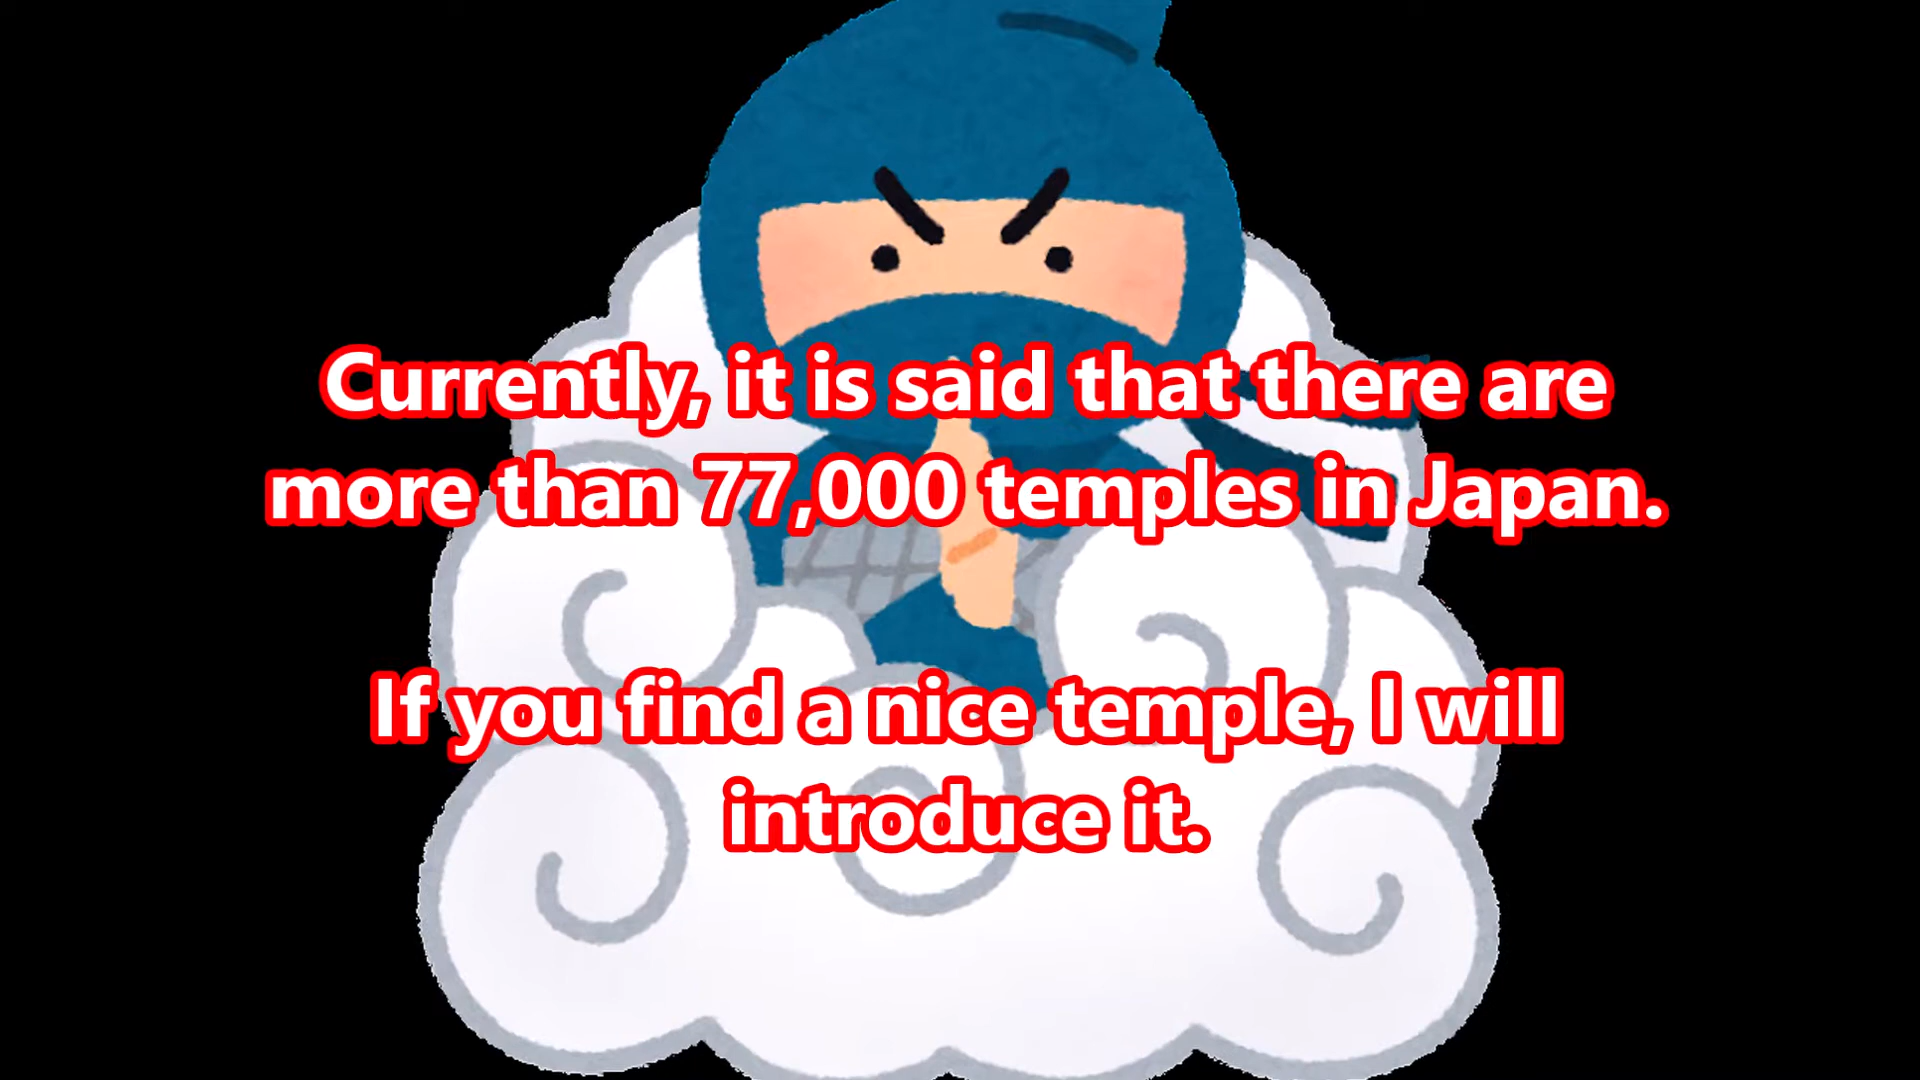 Currently, it is said that there are
more than 77,000 temples in Japan.
If you find a nice temple, I will
introduce it.